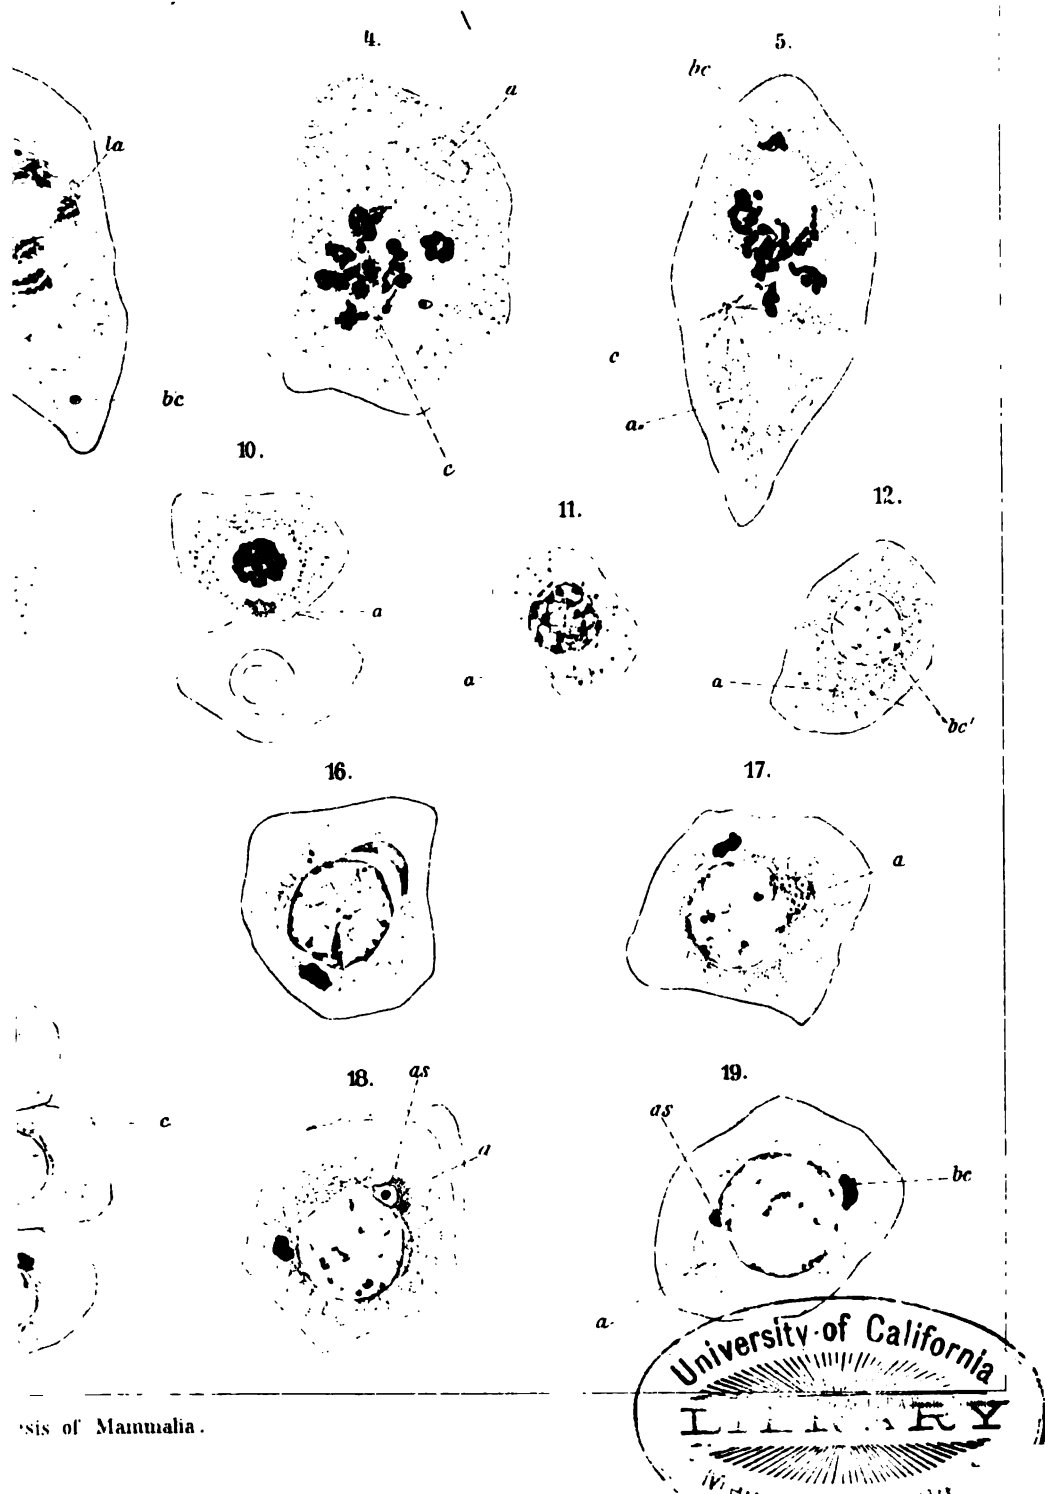 4.
5.
bc
a
la
c
a.
bc
c
10.
11.
12.
a
a
a
bc'
16.
17.
a
18.
as
19.
as
c
a
bc
a
University of California
LIBRARY
sis of Mammalia.